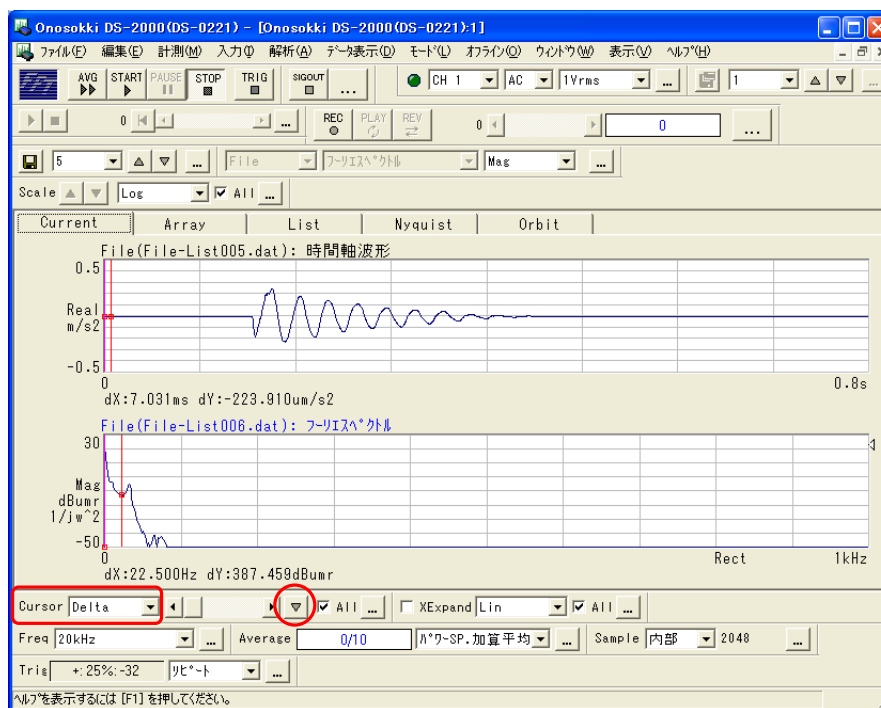 Onosokki DS-2000(DS-0221) - [Onosokki DS-2000(DS-0221):1]
ファイル(F) 編集(E) 計測(M) 入力(I) 解析(A) データ表示(D) モード(L) オフライン(O) ウィンドウ(W) 表示(V) ヘルプ(H)
AVG START PAUSE STOP TRIG SIGOUT ... CH 1 AC 1Vrms ... 1 ...
0 ... REC PLAY REV 0 0 ...
5 ... File フーリエスペクトル Mag ...
Scale Log All ...
Current Array List Nyquist Orbit
File(File-List005.dat): 時間軸波形
0.5
Real
m/s2
-0.5
0 0.8s
dX:7.031ms dY:-223.910um/s2
File(File-List006.dat): フーリエスペクトル
30
Mag
dBumr
1/jw^2
-50
0 Rect 1kHz
dX:22.500Hz dY:387.459dBumr
Cursor Delta All ... XExpand Lin All ...
Freq 20kHz ... Average 0/10 パワーSP.加算平均 ... Sample 内部 2048 ...
Trig +:25%:-32 リピート ...
ヘルプを表示するには [F1] を押してください。